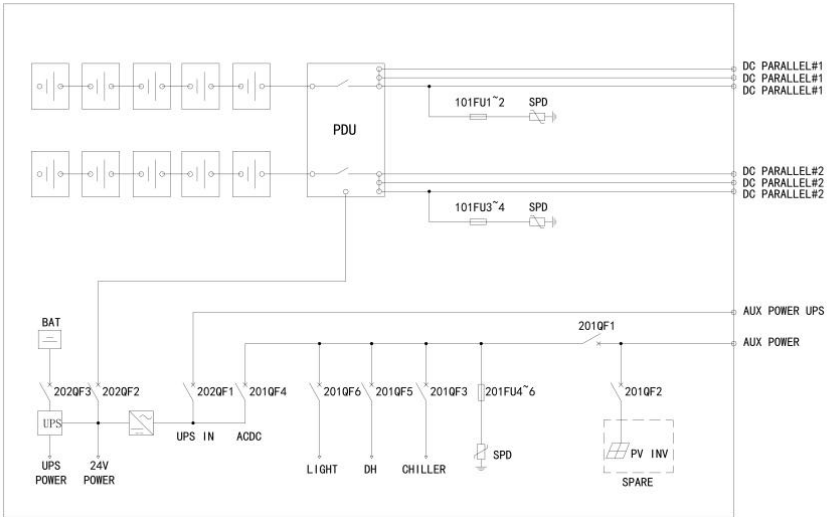 DC PARALLEL#1
DC PARALLEL#1
DC PARALLEL#1
101FU1~2 SPD
PDU
DC PARALLEL#2
DC PARALLEL#2
DC PARALLEL#2
101FU3~4 SPD
AUX POWER UPS
BAT
201QF1
AUX POWER
202QF3 202QF2 202QF1 201QF4 201QF6 201QF5 201QF3 201FU4~6 201QF2
UPS
UPS IN ACDC
SPD
PV INV
UPS POWER
24V POWER
LIGHT DH CHILLER
SPARE